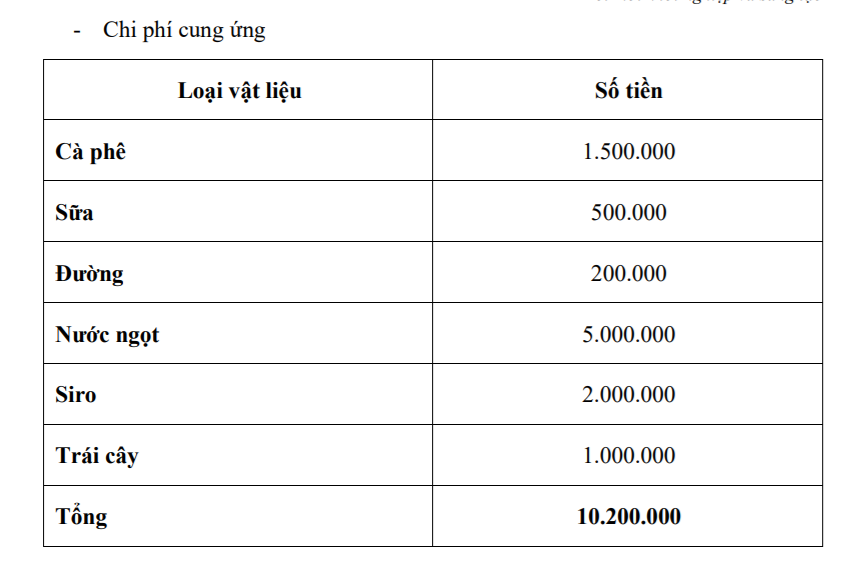 - Chi phí cung ứng
Loại vật liệu Số tiền
Cà phê 1.500.000
Sữa 500.000
Đường 200.000
Nước ngọt 5.000.000
Siro 2.000.000
Trái cây 1.000.000
Tổng 10.200.000